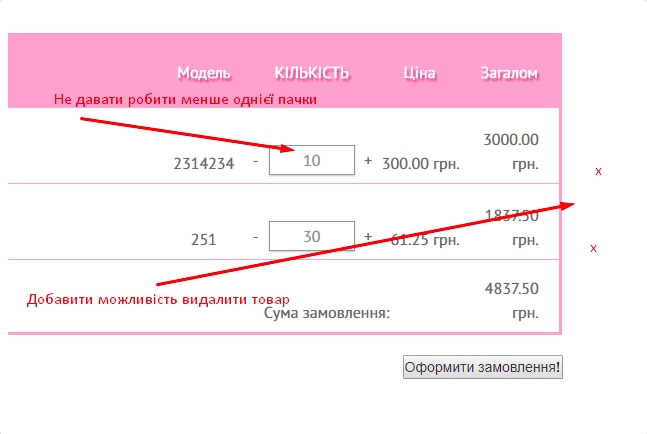 Модель КІЛЬКІСТЬ Ціна Загалом
Не давати робити менше однієї пачки
3000.00
2314234 - 10 + 300.00 грн. грн.
x
1837.50
251 - 30 + 61.25 грн. грн.
x
Добавити можливість видалити товар
4837.50
Сума замовлення: грн.
Оформити замовлення!